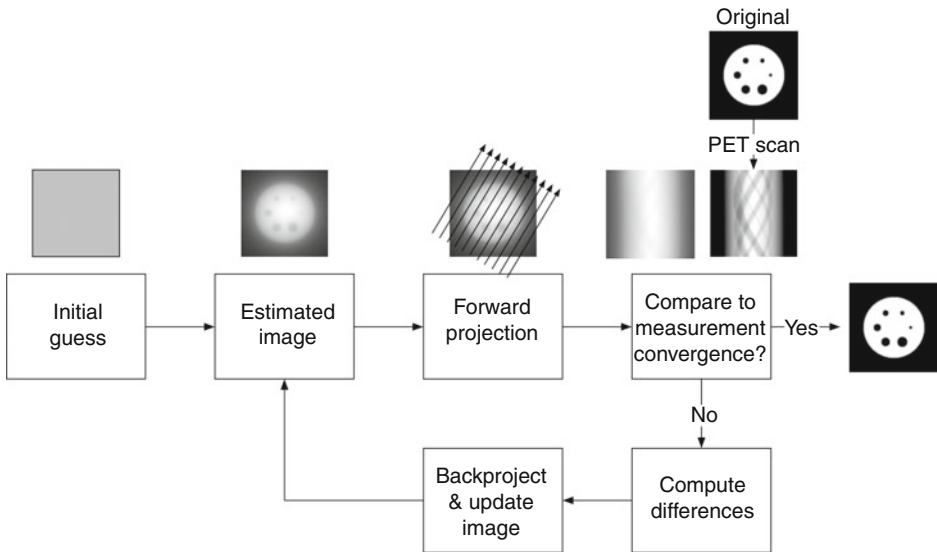 Original
PET scan
Initial
guess
Estimated
image
Forward
projection
Compare to
measurement
convergence?
Yes
No
Compute
differences
Backproject
& update
image